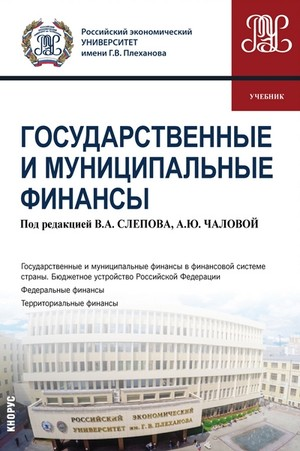 Российский экономический
УНИВЕРСИТЕТ
имени Г.В. Плеханова
УЧЕБНИК
ГОСУДАРСТВЕННЫЕ
И МУНИЦИПАЛЬНЫЕ
ФИНАНСЫ
Под редакцией В.А. СЛЕПОВА, А.Ю. ЧАЛОВОЙ
Государственные и муниципальные финансы в финансовой системе
страны. Бюджетное устройство Российской Федерации
Федеральные финансы
Территориальные финансы
РОССИЙСКИЙ ЭКОНОМИЧЕСКИЙ
УНИВЕРСИТЕТ им. Г. В. ПЛЕХАНОВА
КНОРУС